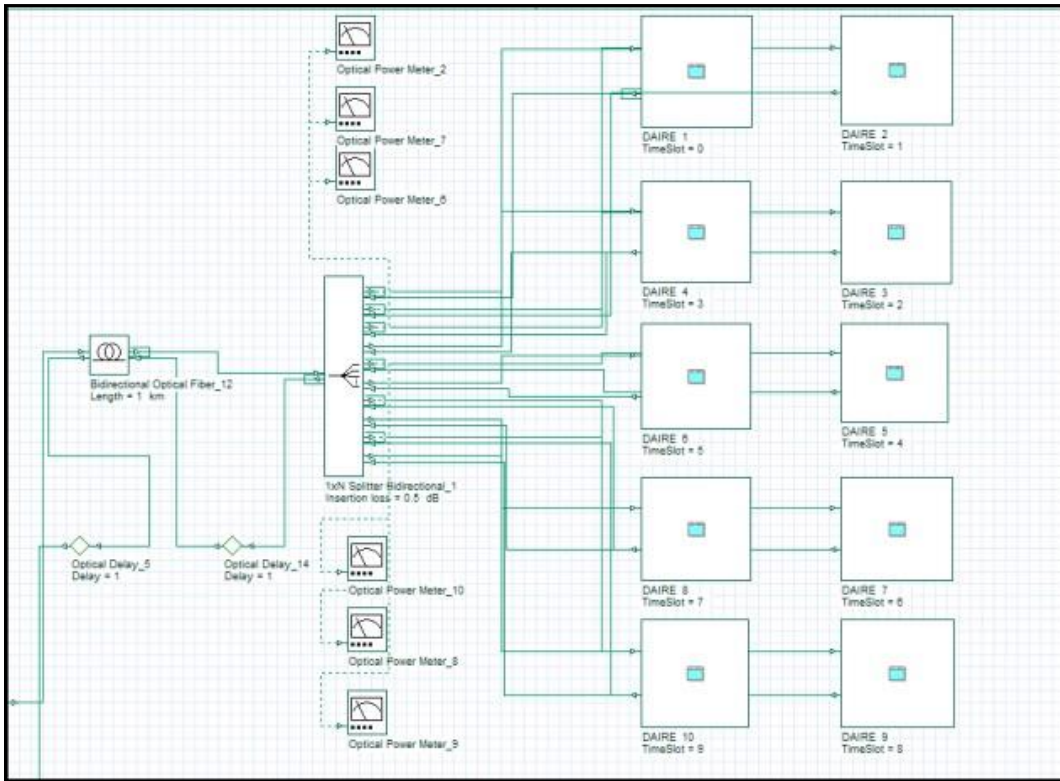 Optical Power Meter_2
Optical Power Meter_7
Optical Power Meter_6
DAIRE 1
TimeSlot = 0
DAIRE 2
TimeSlot = 1
DAIRE 4
TimeSlot = 3
DAIRE 3
TimeSlot = 2
Bidirectional Optical Fiber_12
Length = 1 km
DAIRE 6
TimeSlot = 5
DAIRE 5
TimeSlot = 4
1xN Splitter Bidirectional_1
Insertion loss = 0.5 dB
Optical Delay_5
Delay = 1
Optical Delay_14
Delay = 1
Optical Power Meter_10
DAIRE 8
TimeSlot = 7
DAIRE 7
TimeSlot = 6
Optical Power Meter_8
Optical Power Meter_9
DAIRE 10
TimeSlot = 9
DAIRE 9
TimeSlot = 8